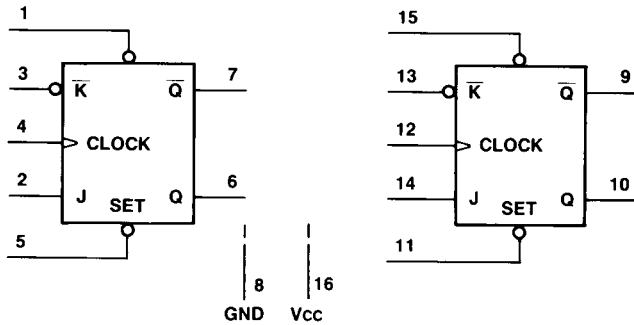 1
3 K̅ Q̅ 7
4 CLOCK
2 J Q 6
SET
5
8 16
GND Vcc
15
13 K̅ Q̅ 9
12 CLOCK
14 J Q 10
SET
11